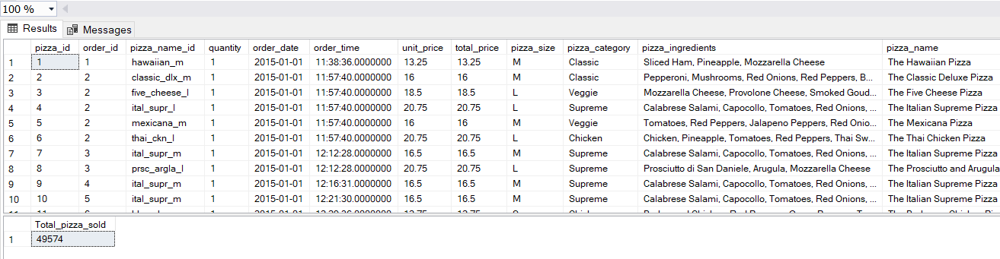 100 %
Results Messages
pizza_id order_id pizza_name_id quantity order_date order_time unit_price total_price pizza_size pizza_category pizza_ingredients pizza_name
1 1 1 hawaiian_m 1 2015-01-01 11:38:36.0000000 13.25 13.25 M Classic Sliced Ham, Pineapple, Mozzarella Cheese The Hawaiian Pizza
2 2 2 classic_dlx_m 1 2015-01-01 11:57:40.0000000 16 16 M Classic Pepperoni, Mushrooms, Red Onions, Red Peppers, B... The Classic Deluxe Pizza
3 3 2 five_cheese_l 1 2015-01-01 11:57:40.0000000 18.5 18.5 L Veggie Mozzarella Cheese, Provolone Cheese, Smoked Goud... The Five Cheese Pizza
4 4 2 ital_supr_l 1 2015-01-01 11:57:40.0000000 20.75 20.75 L Supreme Calabrese Salami, Capocollo, Tomatoes, Red Onions, ... The Italian Supreme Pizza
5 5 2 mexicana_m 1 2015-01-01 11:57:40.0000000 16 16 M Veggie Tomatoes, Red Peppers, Jalapeno Peppers, Red Onio... The Mexicana Pizza
6 6 2 thai_ckn_l 1 2015-01-01 11:57:40.0000000 20.75 20.75 L Chicken Chicken, Pineapple, Tomatoes, Red Peppers, Thai Sw... The Thai Chicken Pizza
7 7 3 ital_supr_m 1 2015-01-01 12:12:28.0000000 16.5 16.5 M Supreme Calabrese Salami, Capocollo, Tomatoes, Red Onions, ... The Italian Supreme Pizza
8 8 3 prsc_argla_l 1 2015-01-01 12:12:28.0000000 20.75 20.75 L Supreme Prosciutto di San Daniele, Arugula, Mozzarella Cheese The Prosciutto and Arugula
9 9 4 ital_supr_m 1 2015-01-01 12:16:31.0000000 16.5 16.5 M Supreme Calabrese Salami, Capocollo, Tomatoes, Red Onions, ... The Italian Supreme Pizza
10 10 5 ital_supr_m 1 2015-01-01 12:21:30.0000000 16.5 16.5 M Supreme Calabrese Salami, Capocollo, Tomatoes, Red Onions, ... The Italian Supreme Pizza
Total_pizza_sold
1 49574